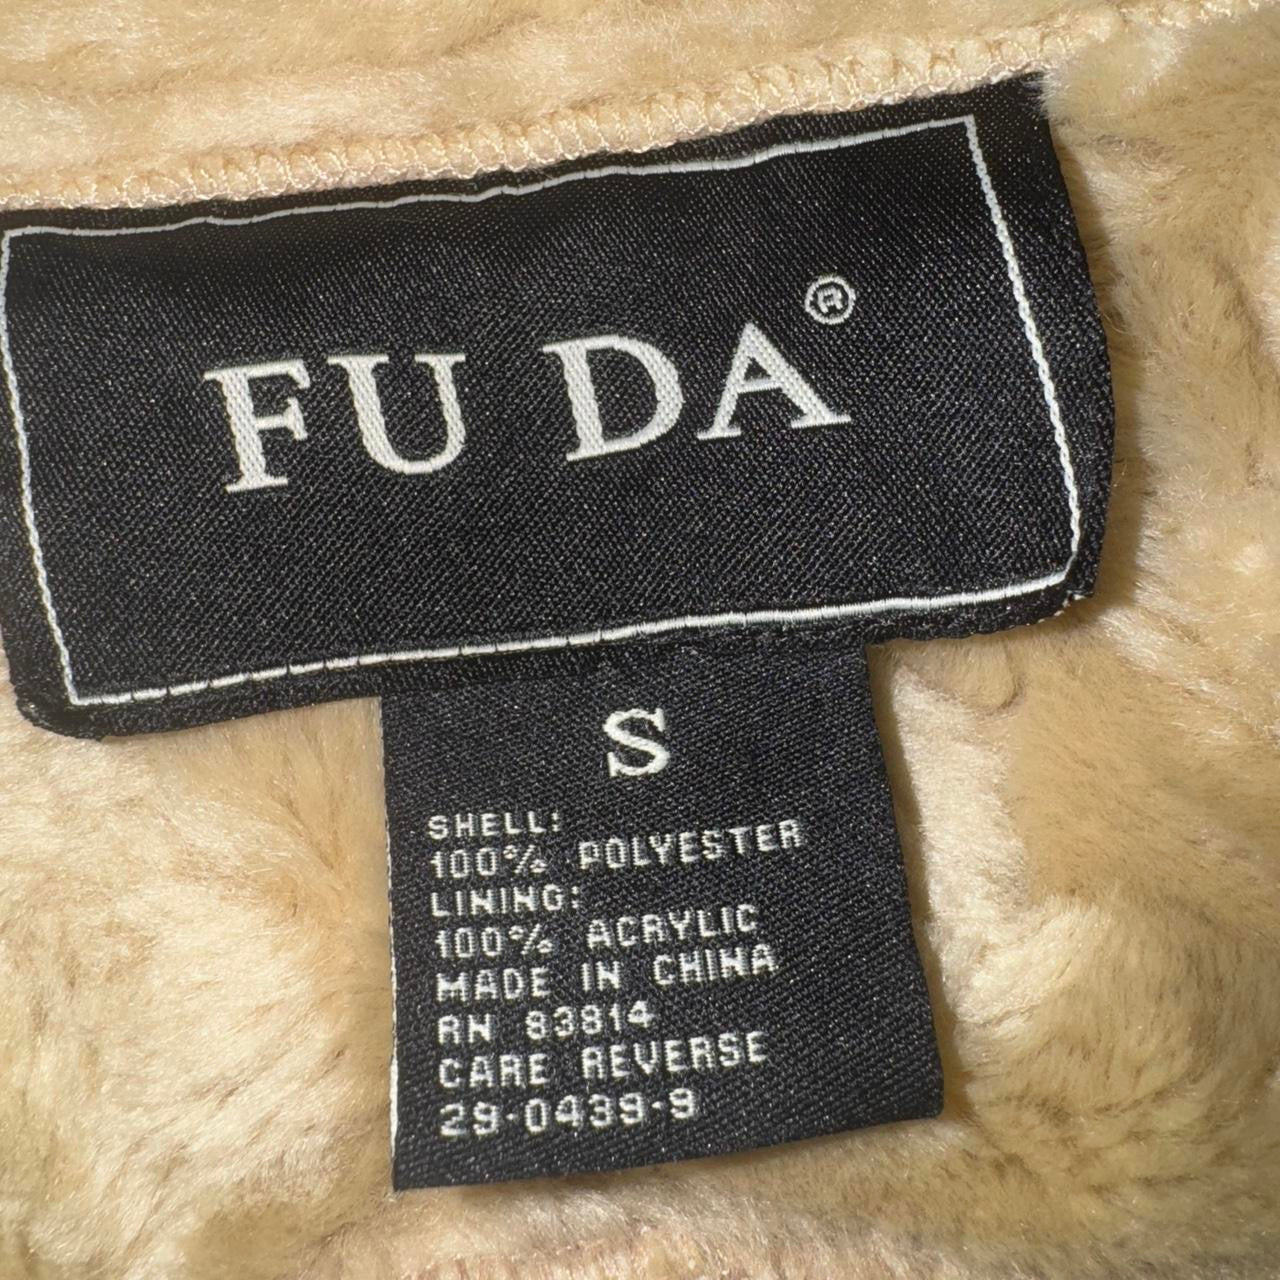 FU DA®
S
SHELL:
100% POLYESTER
LINING:
100% ACRYLIC
MADE IN CHINA
RN 83814
CARE REVERSE
29-0439-9